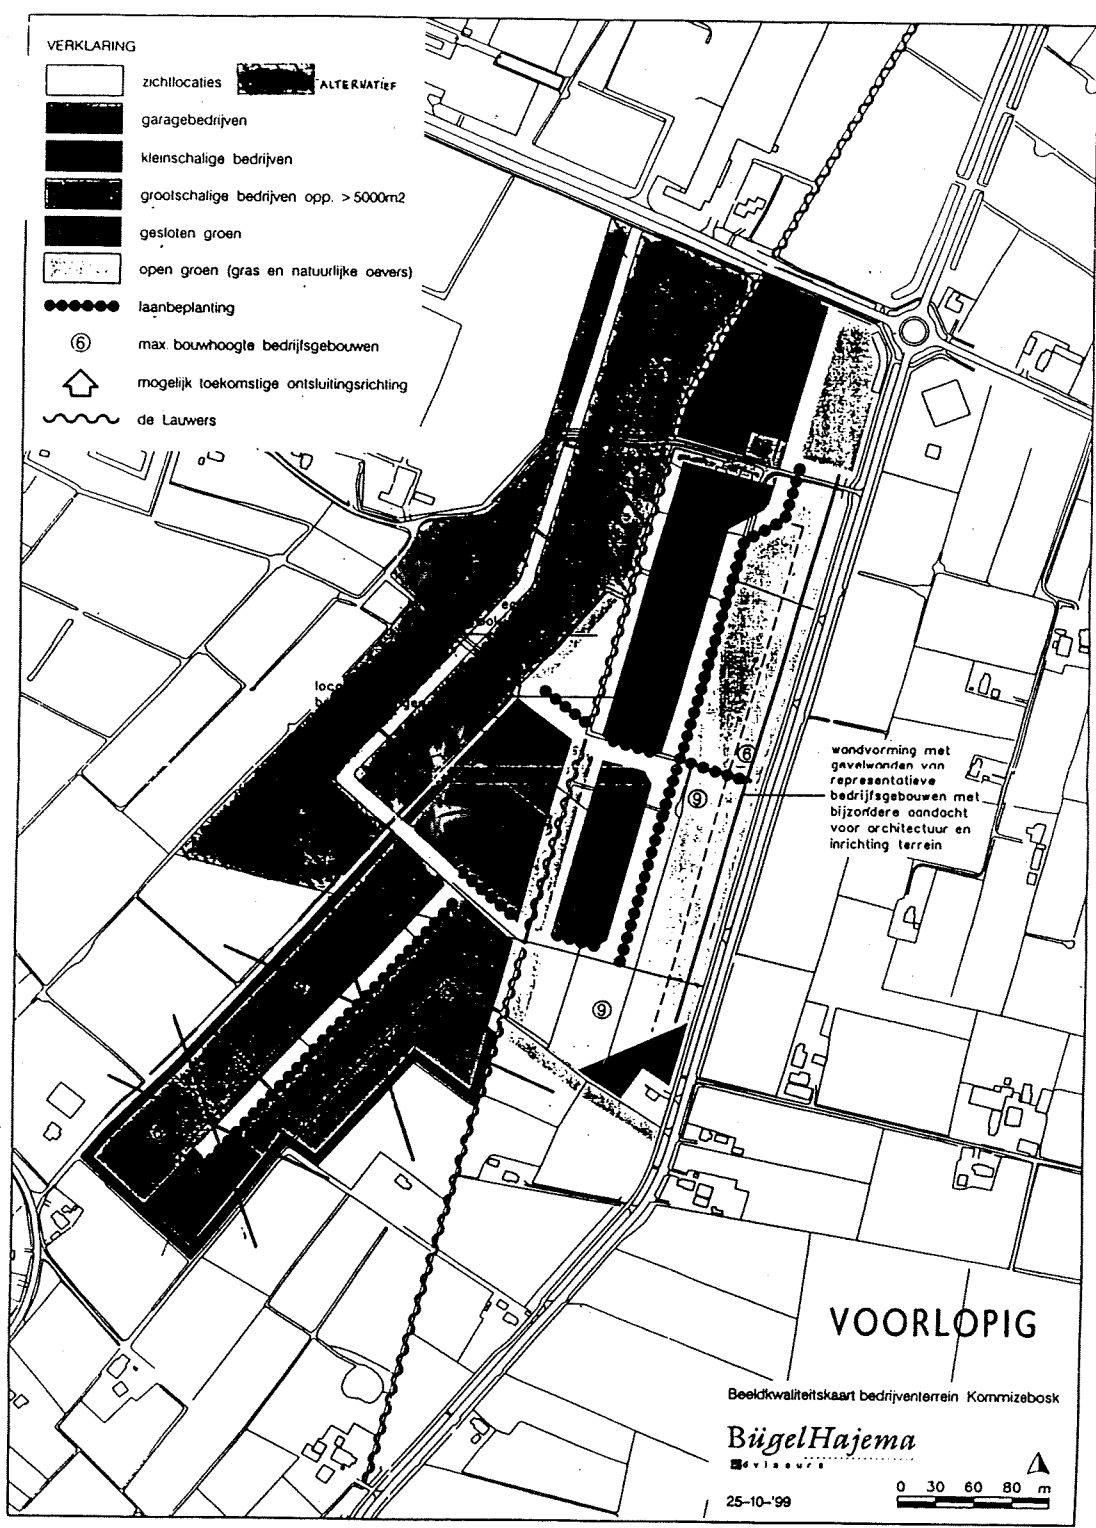 VERKLARING
zichtlocaties ALTERNATIEF
garagebedrijven
kleinschalige bedrijven
grootschalige bedrijven opp. > 5000m2
gesloten groen
open groen (gras en natuurlijke oevers)
laanbeplanting
6 max. bouwhoogte bedrijfsgebouwen
mogelijk toekomstige ontsluitingsrichting
de Lauwers
6
9
wandvorming met
gevelwanden van
representatieve
bedrijfsgebouwen met
bijzondere aandacht
voor architectuur en
inrichting terrein
9
VOORLOPIG
Beeldkwaliteitskaart bedrijventerrein Kommizebosk
BügelHajema
Adviseurs
25-10-'99
0 30 60 80 m